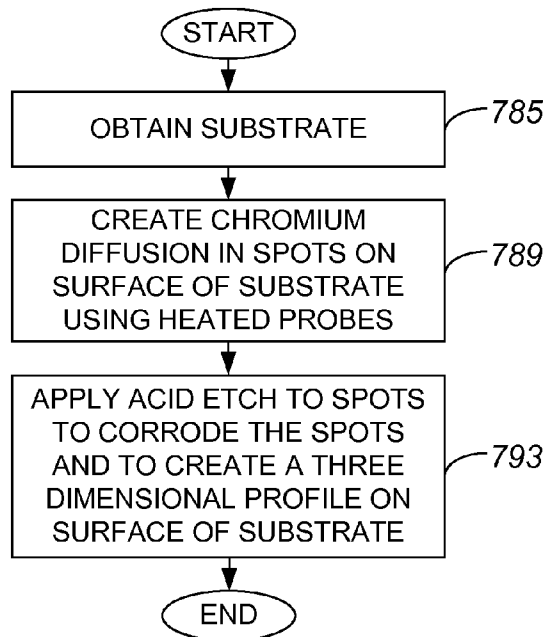 START
OBTAIN SUBSTRATE
785
CREATE CHROMIUM
DIFFUSION IN SPOTS ON
SURFACE OF SUBSTRATE
USING HEATED PROBES
789
APPLY ACID ETCH TO SPOTS
TO CORRODE THE SPOTS
AND TO CREATE A THREE
DIMENSIONAL PROFILE ON
SURFACE OF SUBSTRATE
793
END